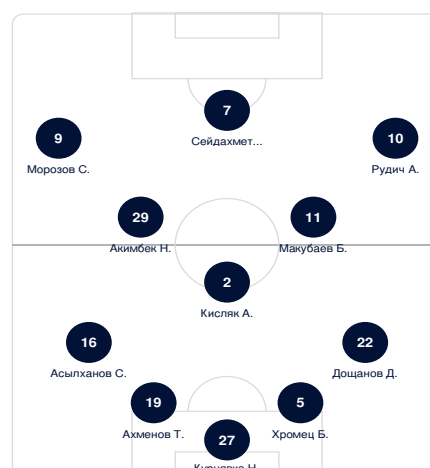 7
Сейдахмет...
9
Морозов С.
10
Рудич А.
29
Акимбек Н.
11
Макубаев Б.
2
Кисляк А.
16
Асылханов С.
22
Дощанов Д.
19
Ахменов Т.
5
Хромец Б.
27